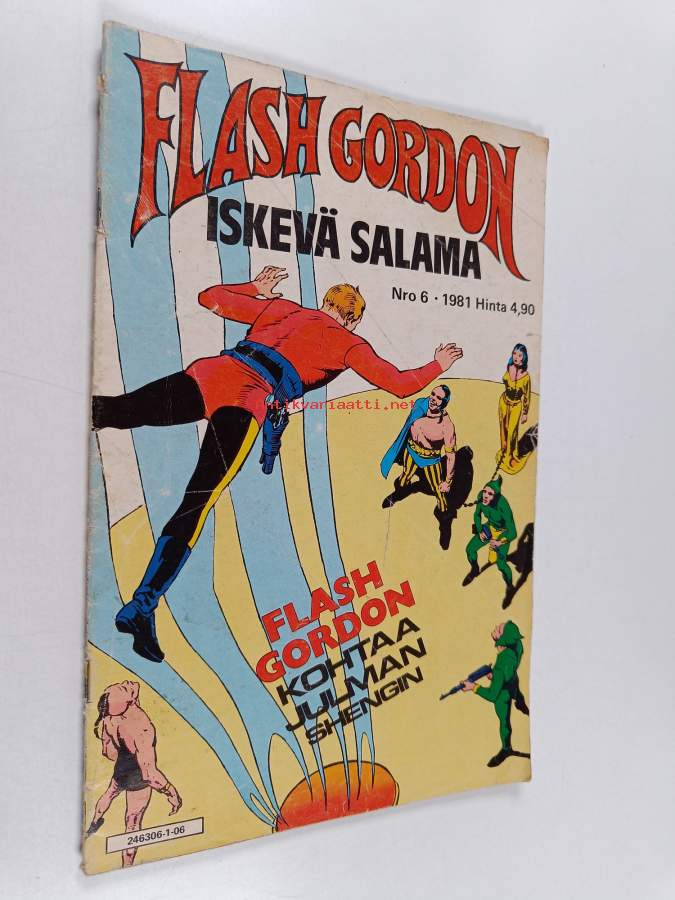 FLASH GORDON
ISKEVÄ SALAMA
Nro 6 · 1981 Hinta 4,90
antikvariaatti.net
FLASH
GORDON
KOHTAA
JULMAN
SHENGIN
246306-1-06